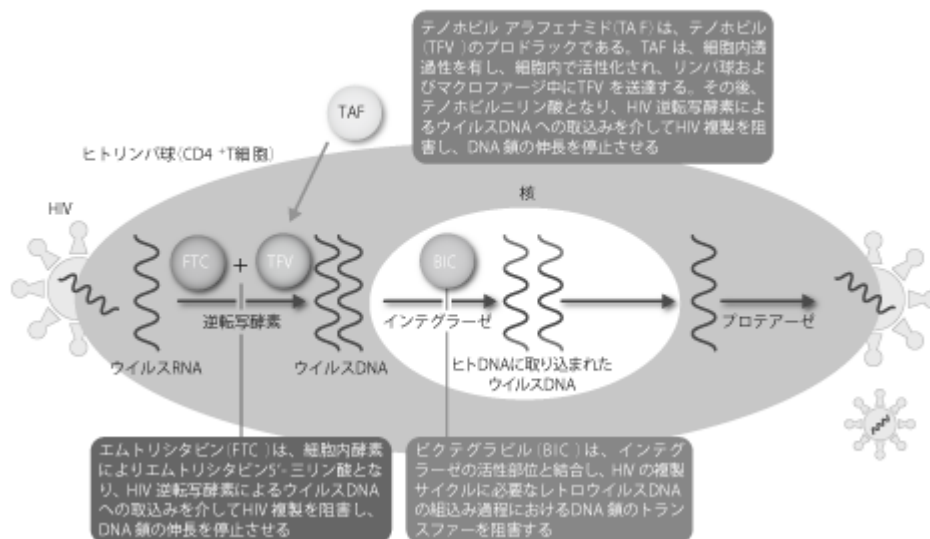 テノホビル アラフェナミド(TAF)は、テノホビル
(TFV)のプロドラックである。TAF は、細胞内透
過性を有し、細胞内で活性化され、リンパ球およ
びマクロファージ中にTFV を送達する。その後、
テノホビル二リン酸となり、HIV 逆転写酵素によ
るウイルスDNA への取込みを介してHIV 複製を阻
害し、DNA 鎖の伸長を停止させる
TAF
ヒトリンパ球(CD4 ⁺T細胞)
核
HIV
FTC
+
TFV
BIC
逆転写酵素
インテグラーゼ
プロテアーゼ
ウイルスRNA
ウイルスDNA
ヒトDNAに取り込まれた
ウイルスDNA
エムトリシタビン(FTC)は、細胞内酵素
によりエムトリシタビン5'-三リン酸とな
り、HIV 逆転写酵素によるウイルスDNA
への取込みを介してHIV 複製を阻害し、
DNA 鎖の伸長を停止させる
ビクテグラビル(BIC)は、インテグ
ラーゼの活性部位と結合し、HIV の複製
サイクルに必要なレトロウイルスDNA
の組込み過程におけるDNA 鎖のトラン
スファーを阻害する